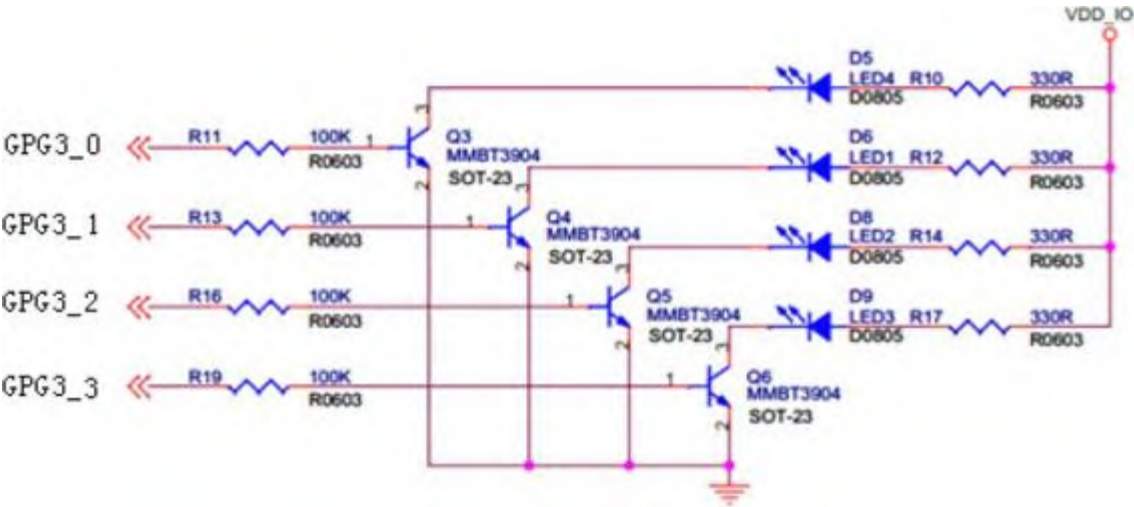 VDD_IO
D5
LED4 R10 330R
D0805 R0603
GPG3_0 R11 100K 1 3 Q3
R0603 MMBT3904
2 SOT-23
D6
LED1 R12 330R
D0805 R0603
GPG3_1 R13 100K 1 3 Q4
R0603 MMBT3904
2 SOT-23
D8
LED2 R14 330R
D0805 R0603
GPG3_2 R16 100K 1 3 Q5
R0603 MMBT3904
2 SOT-23
D9
LED3 R17 330R
D0805 R0603
GPG3_3 R19 100K 1 3 Q6
R0603 MMBT3904
2 SOT-23